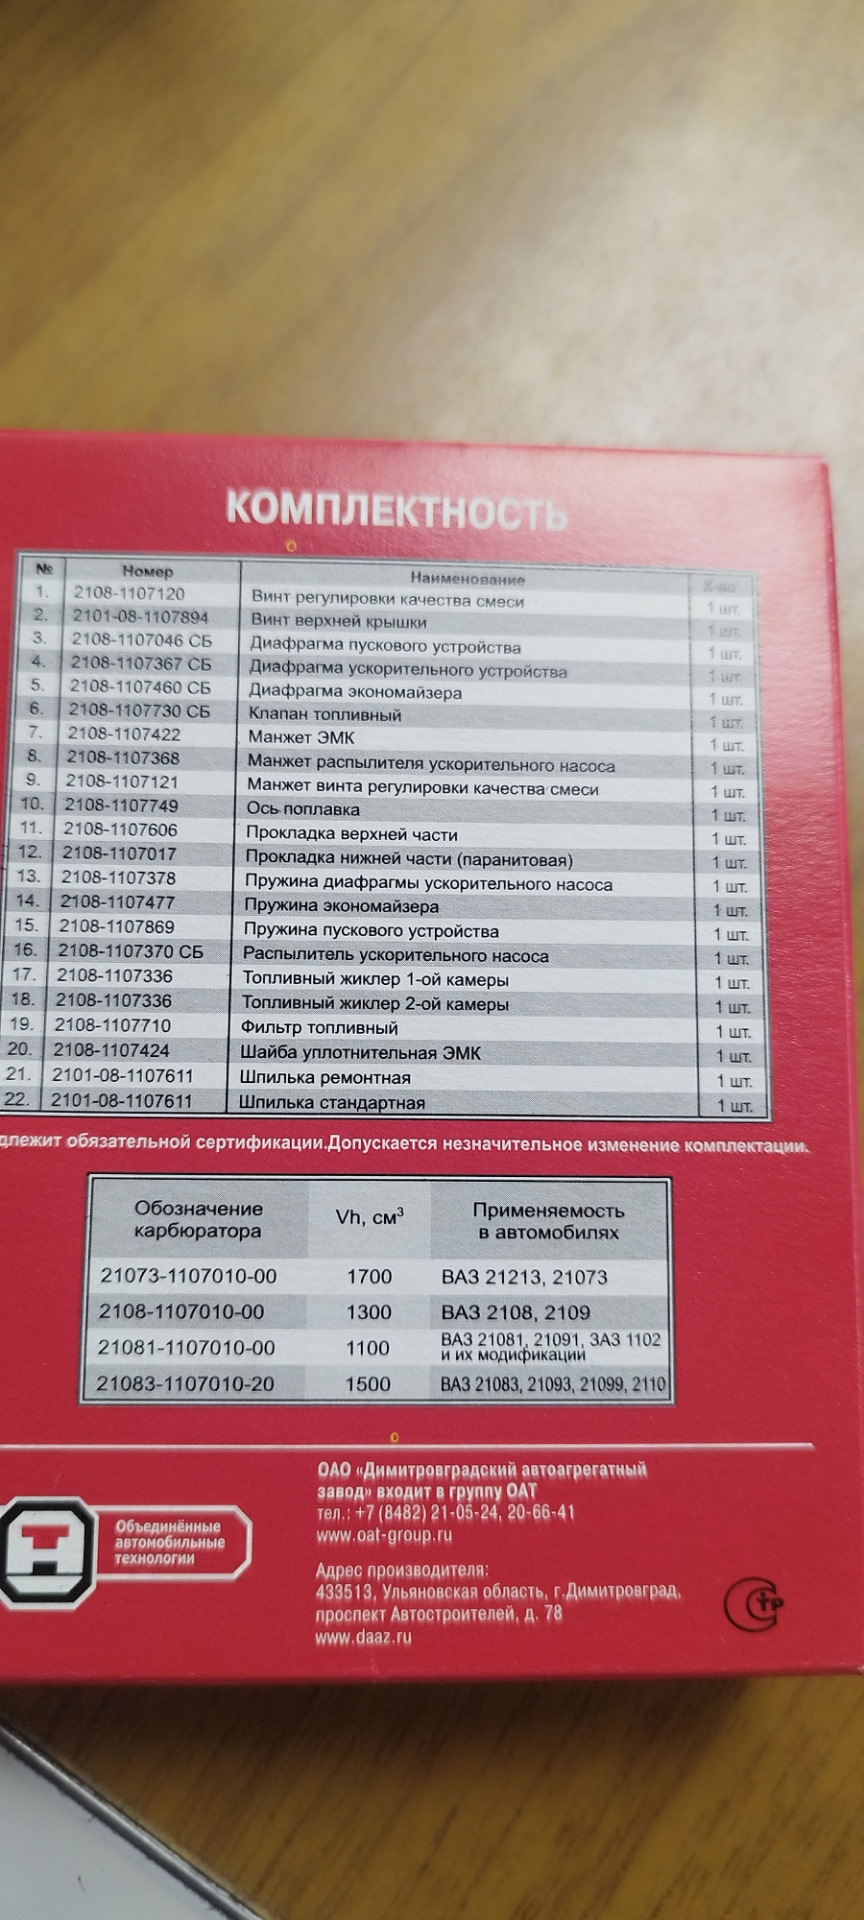 КОМПЛЕКТНОСТЬ
№ Номер Наименование К-во
1. 2108-1107120 Винт регулировки качества смеси 1 шт.
2. 2101-08-1107894 Винт верхней крышки 1 шт.
3. 2108-1107046 СБ Диафрагма пускового устройства 1 шт.
4. 2108-1107367 СБ Диафрагма ускорительного устройства 1 шт.
5. 2108-1107460 СБ Диафрагма экономайзера 1 шт.
6. 2108-1107730 СБ Клапан топливный 1 шт.
7. 2108-1107422 Манжет ЭМК 1 шт.
8. 2108-1107368 Манжет распылителя ускорительного насоса 1 шт.
9. 2108-1107121 Манжет винта регулировки качества смеси 1 шт.
10. 2108-1107749 Ось поплавка 1 шт.
11. 2108-1107606 Прокладка верхней части 1 шт.
12. 2108-1107017 Прокладка нижней части (паранитовая) 1 шт.
13. 2108-1107378 Пружина диафрагмы ускорительного насоса 1 шт.
14. 2108-1107477 Пружина экономайзера 1 шт.
15. 2108-1107869 Пружина пускового устройства 1 шт.
16. 2108-1107370 СБ Распылитель ускорительного насоса 1 шт.
17. 2108-1107336 Топливный жиклер 1-ой камеры 1 шт.
18. 2108-1107336 Топливный жиклер 2-ой камеры 1 шт.
19. 2108-1107710 Фильтр топливный 1 шт.
20. 2108-1107424 Шайба уплотнительная ЭМК 1 шт.
21. 2101-08-1107611 Шпилька ремонтная 1 шт.
22. 2101-08-1107611 Шпилька стандартная 1 шт.
длежит обязательной сертификации.Допускается незначительное изменение комплектации.
Обозначение карбюратора Vh, см³ Применяемость в автомобилях
21073-1107010-00 1700 ВАЗ 21213, 21073
2108-1107010-00 1300 ВАЗ 2108, 2109
21081-1107010-00 1100 ВАЗ 21081, 21091, ЗАЗ 1102
и их модификации
21083-1107010-20 1500 ВАЗ 21083, 21093, 21099, 2110
Объединённые
автомобильные
технологии
ОАО «Димитровградский автоагрегатный
завод» входит в группу ОАТ
тел.: +7 (8482) 21-05-24, 20-66-41
www.oat-group.ru
Адрес производителя:
433513, Ульяновская область, г.Димитровград,
проспект Автостроителей, д. 78
www.daaz.ru
стр